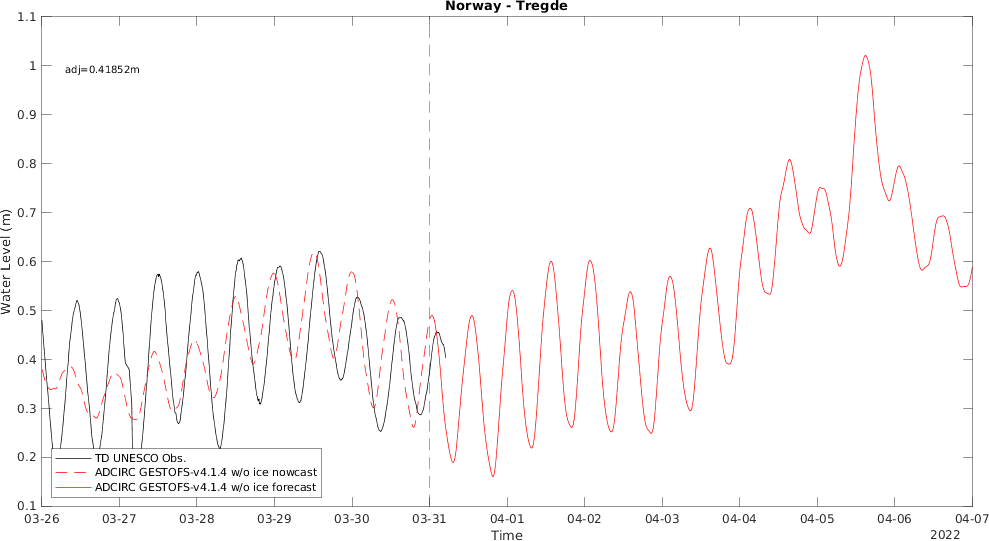 Norway - Tregde
1.1
1
0.9
0.8
0.7
0.6
0.5
0.4
0.3
0.2
0.1
Water Level (m)
adj=0.41852m
TD UNESCO Obs.
ADCIRC GESTOFS-v4.1.4 w/o ice nowcast
ADCIRC GESTOFS-v4.1.4 w/o ice forecast
03-26 03-27 03-28 03-29 03-30 03-31 04-01 04-02 04-03 04-04 04-05 04-06 04-07
Time
2022